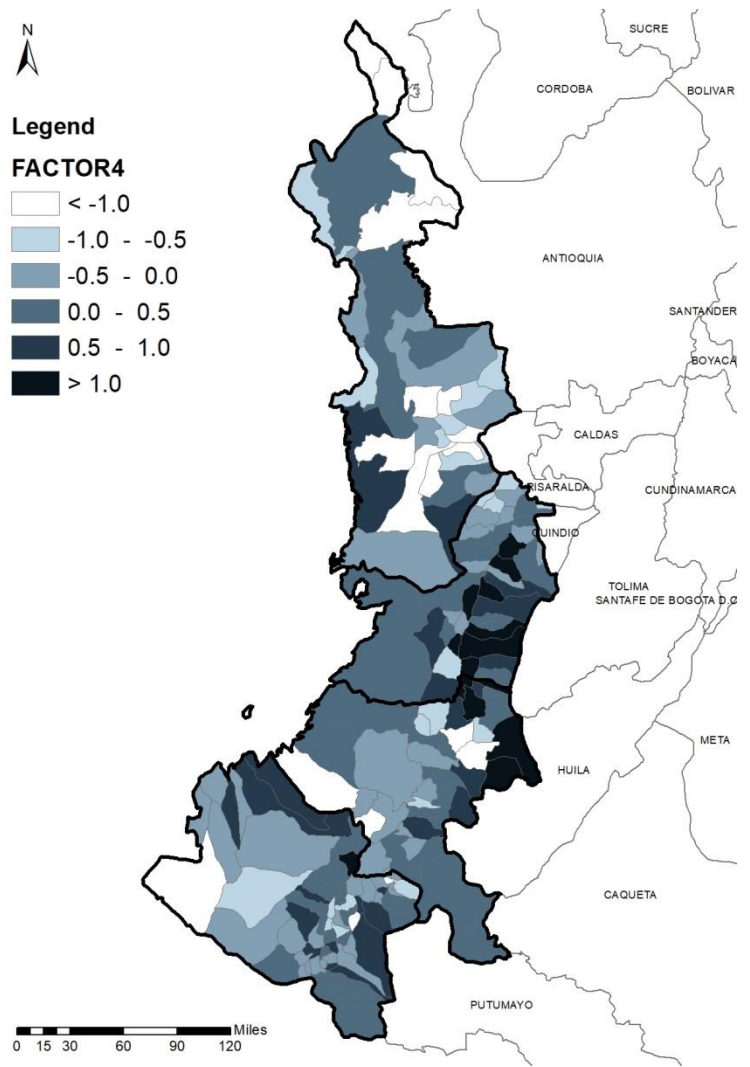 N
SUCRE
CORDOBA
BOLIVAR
Legend
FACTOR4
< -1.0
-1.0 - -0.5
-0.5 - 0.0
0.0 - 0.5
0.5 - 1.0
> 1.0
ANTIOQUIA
SANTANDER
BOYACA
CALDAS
RISARALDA
CUNDINAMARCA
QUINDIO
TOLIMA
SANTAFE DE BOGOTA D.C
META
HUILA
CAQUETA
PUTUMAYO
Miles
0 15 30 60 90 120